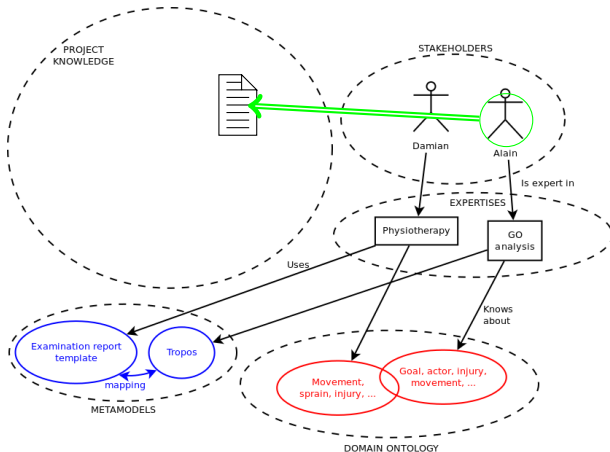 PROJECT
KNOWLEDGE
STAKEHOLDERS
Damian
Alain
Is expert in
EXPERTISES
Physiotherapy
GO
analysis
Uses
Knows
about
Examination report
template
Tropos
mapping
METAMODELS
Movement,
sprain, injury, ...
Goal, actor, injury,
movement, ...
DOMAIN ONTOLOGY